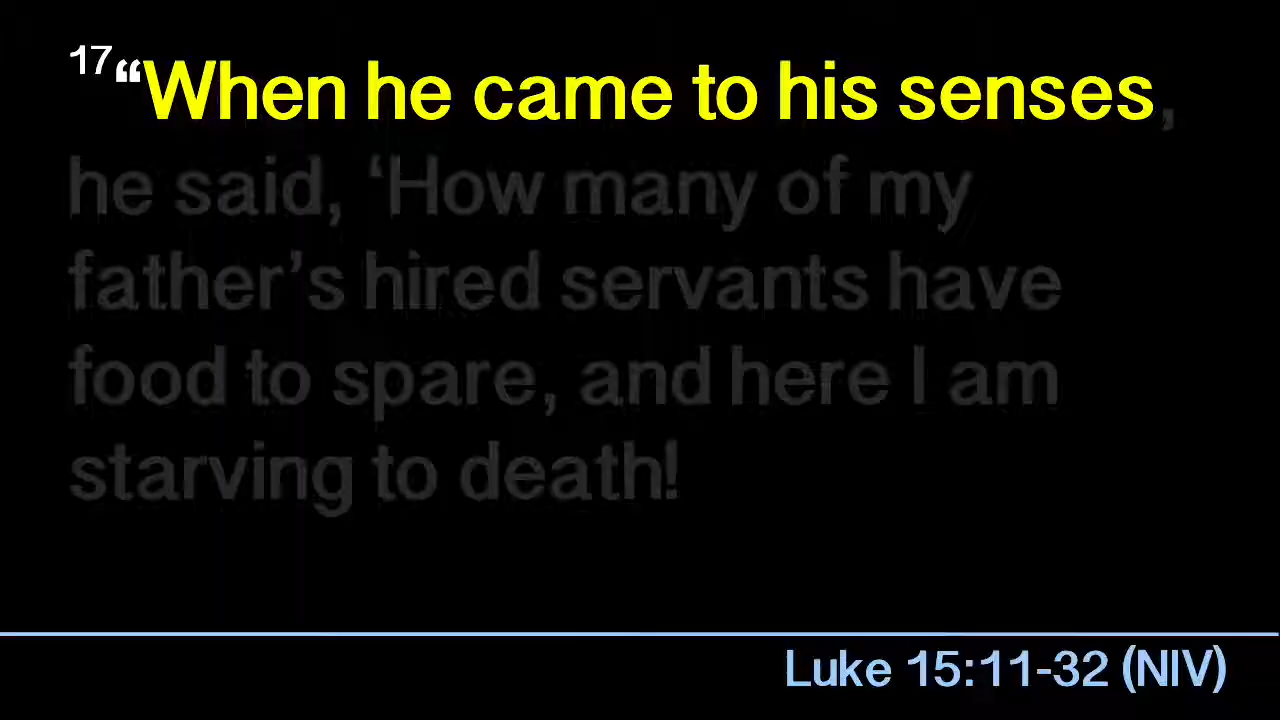 17“When he came to his senses,
he said, ‘How many of my
father’s hired servants have
food to spare, and here I am
starving to death!
Luke 15:11-32 (NIV)